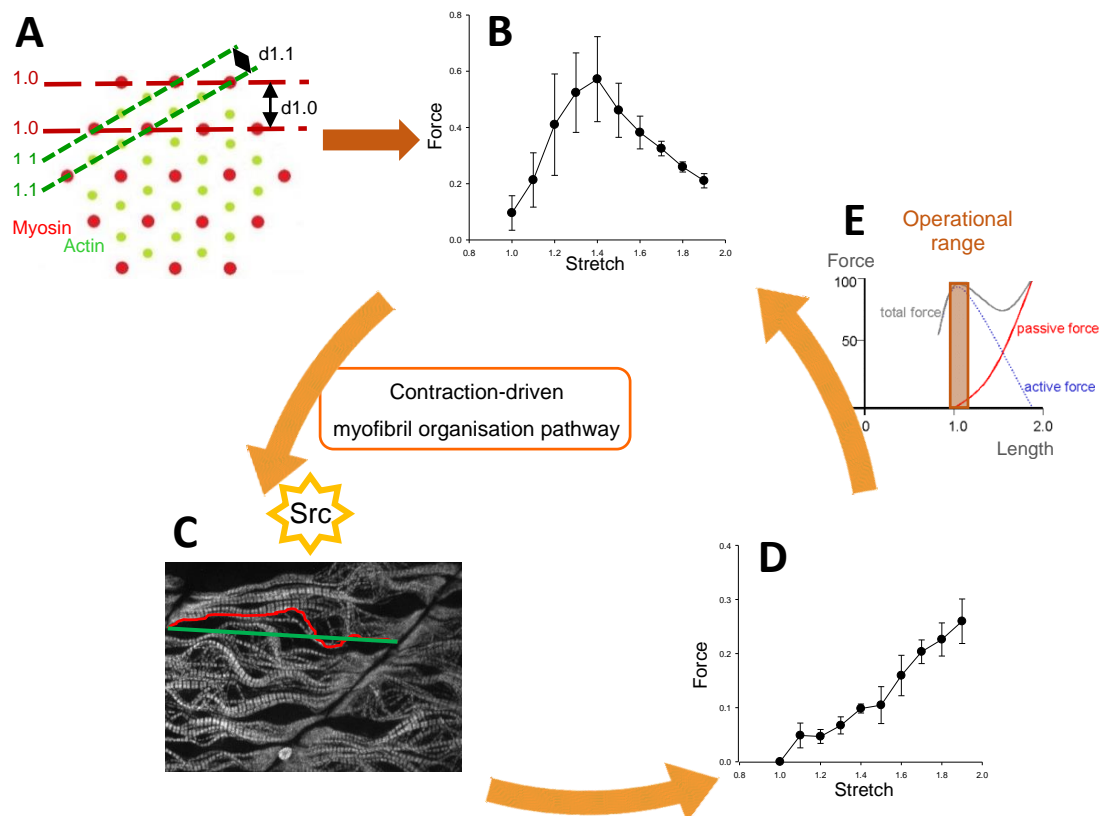 A
d1.1
1.0
d1.0
1.0
1 1
1.1
Myosin
Actin
B
Force
0.8
0.6
0.4
0.2
0.0
0.8 1.0 1.2 1.4 1.6 1.8 2.0
Stretch
E
Operational
range
Force
100
total force
50
passive force
active force
0
1.0
2.0
Length
Contraction-driven
myofibril organisation pathway
Src
C
D
Force
0.4
0.3
0.2
0.1
0.0
0.8 1.0 1.2 1.4 1.6 1.8 2.0
Stretch